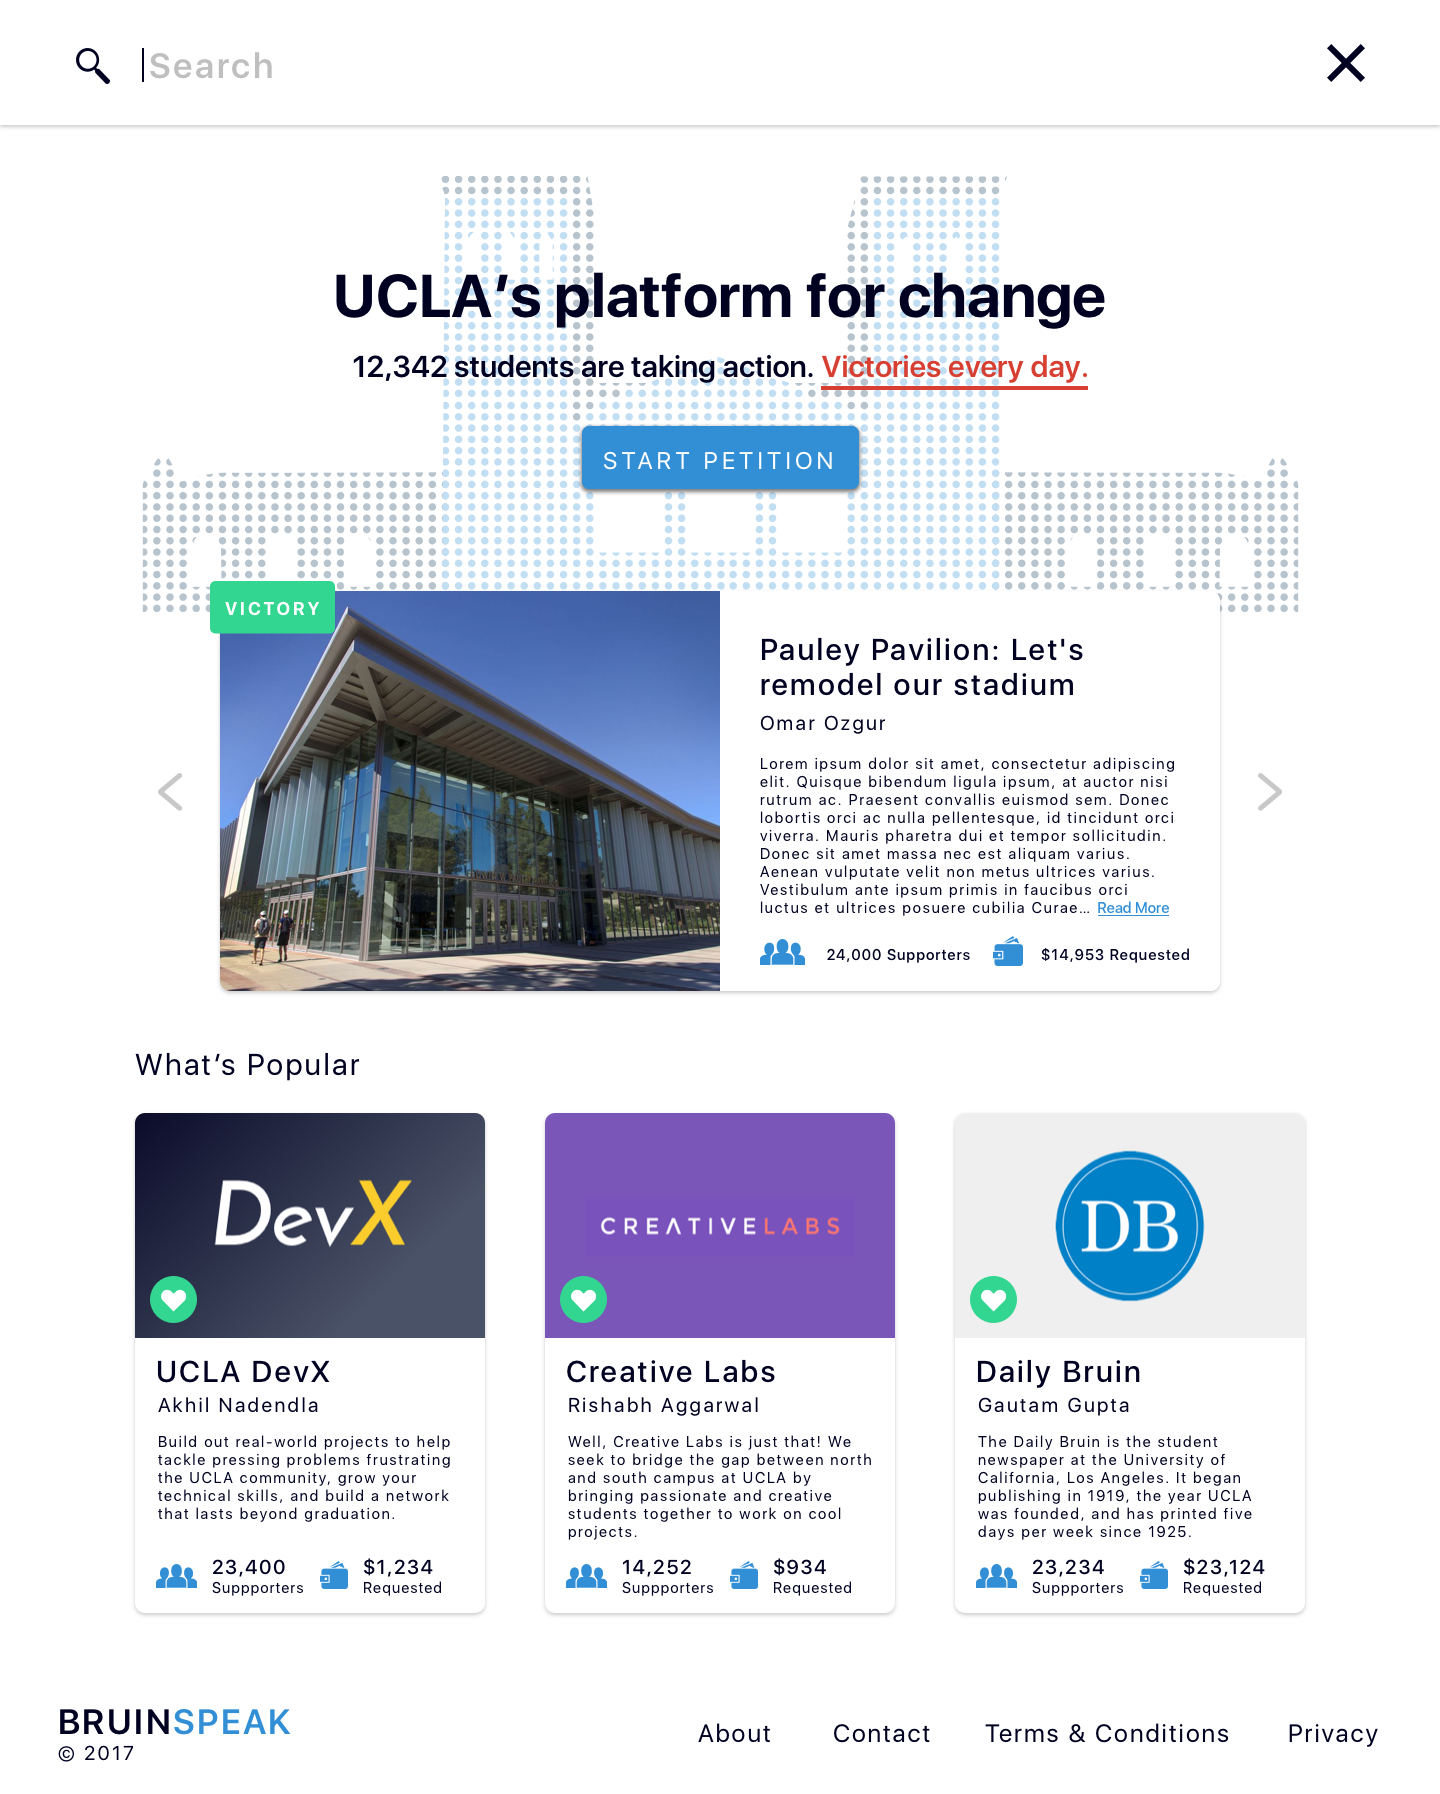 Search
UCLA’s platform for change
12,342 students are taking action. Victories every day.
START PETITION
VICTORY
Pauley Pavilion: Let's
remodel our stadium
Omar Ozgur
Lorem ipsum dolor sit amet, consectetur adipiscing
elit. Quisque bibendum ligula ipsum, at auctor nisi
rutrum ac. Praesent convallis euismod sem. Donec
lobortis orci ac nulla pellentesque, id tincidunt orci
viverra. Mauris pharetra dui et tempor sollicitudin.
Donec sit amet massa nec est aliquam varius.
Aenean vulputate velit non metus ultrices varius.
Vestibulum ante ipsum primis in faucibus orci
luctus et ultrices posuere cubilia Curae… Read More
24,000 Supporters $14,953 Requested
What’s Popular
DevX
UCLA DevX
Akhil Nadendla
Build out real-world projects to help
tackle pressing problems frustrating
the UCLA community, grow your
technical skills, and build a network
that lasts beyond graduation.
23,400 $1,234
Suppporters Requested
CREATIVELABS
Creative Labs
Rishabh Aggarwal
Well, Creative Labs is just that! We
seek to bridge the gap between north
and south campus at UCLA by
bringing passionate and creative
students together to work on cool
projects.
14,252 $934
Suppporters Requested
DB
Daily Bruin
Gautam Gupta
The Daily Bruin is the student
newspaper at the University of
California, Los Angeles. It began
publishing in 1919, the year UCLA
was founded, and has printed five
days per week since 1925.
23,234 $23,124
Suppporters Requested
BRUINSPEAK
© 2017
About Contact Terms & Conditions Privacy